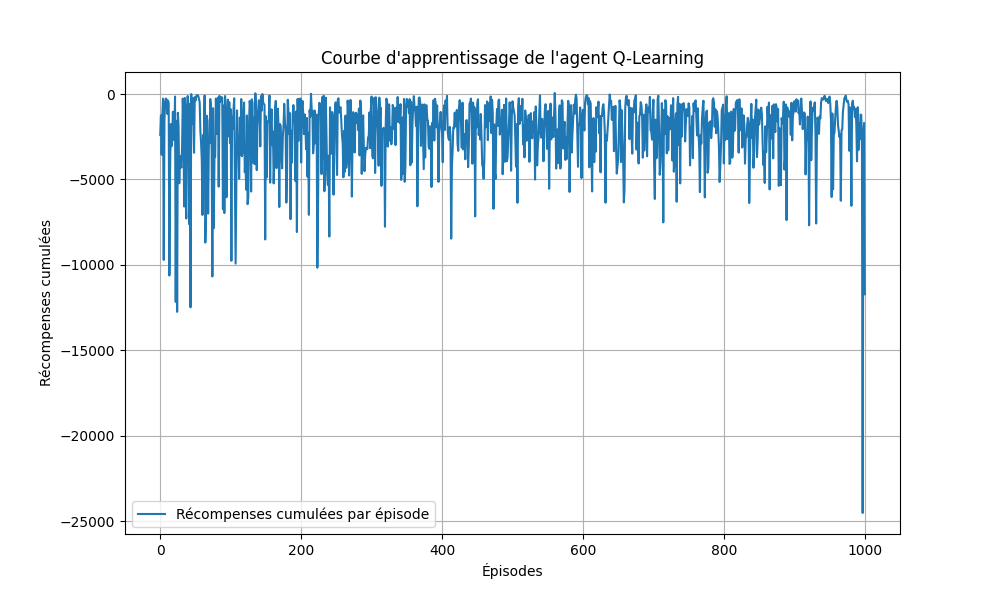 Courbe d'apprentissage de l'agent Q-Learning
0
−5000
−10000
−15000
−20000
−25000
Récompenses cumulées
Récompenses cumulées par épisode
0 200 400 600 800 1000
Épisodes